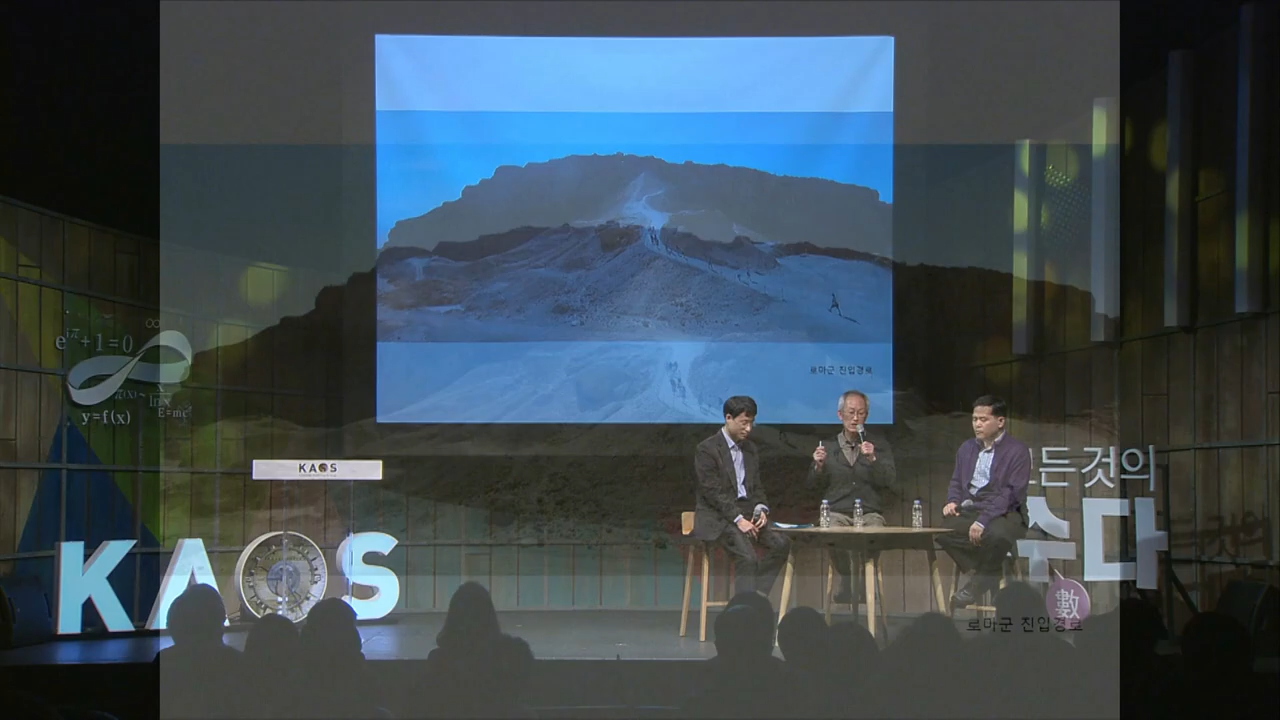 로마군 진입경로
∞
e^iπ+1=0
y=f(x)
E=mc²
KAOS
KAOS
든것의
수다
數
로마군 진입경로